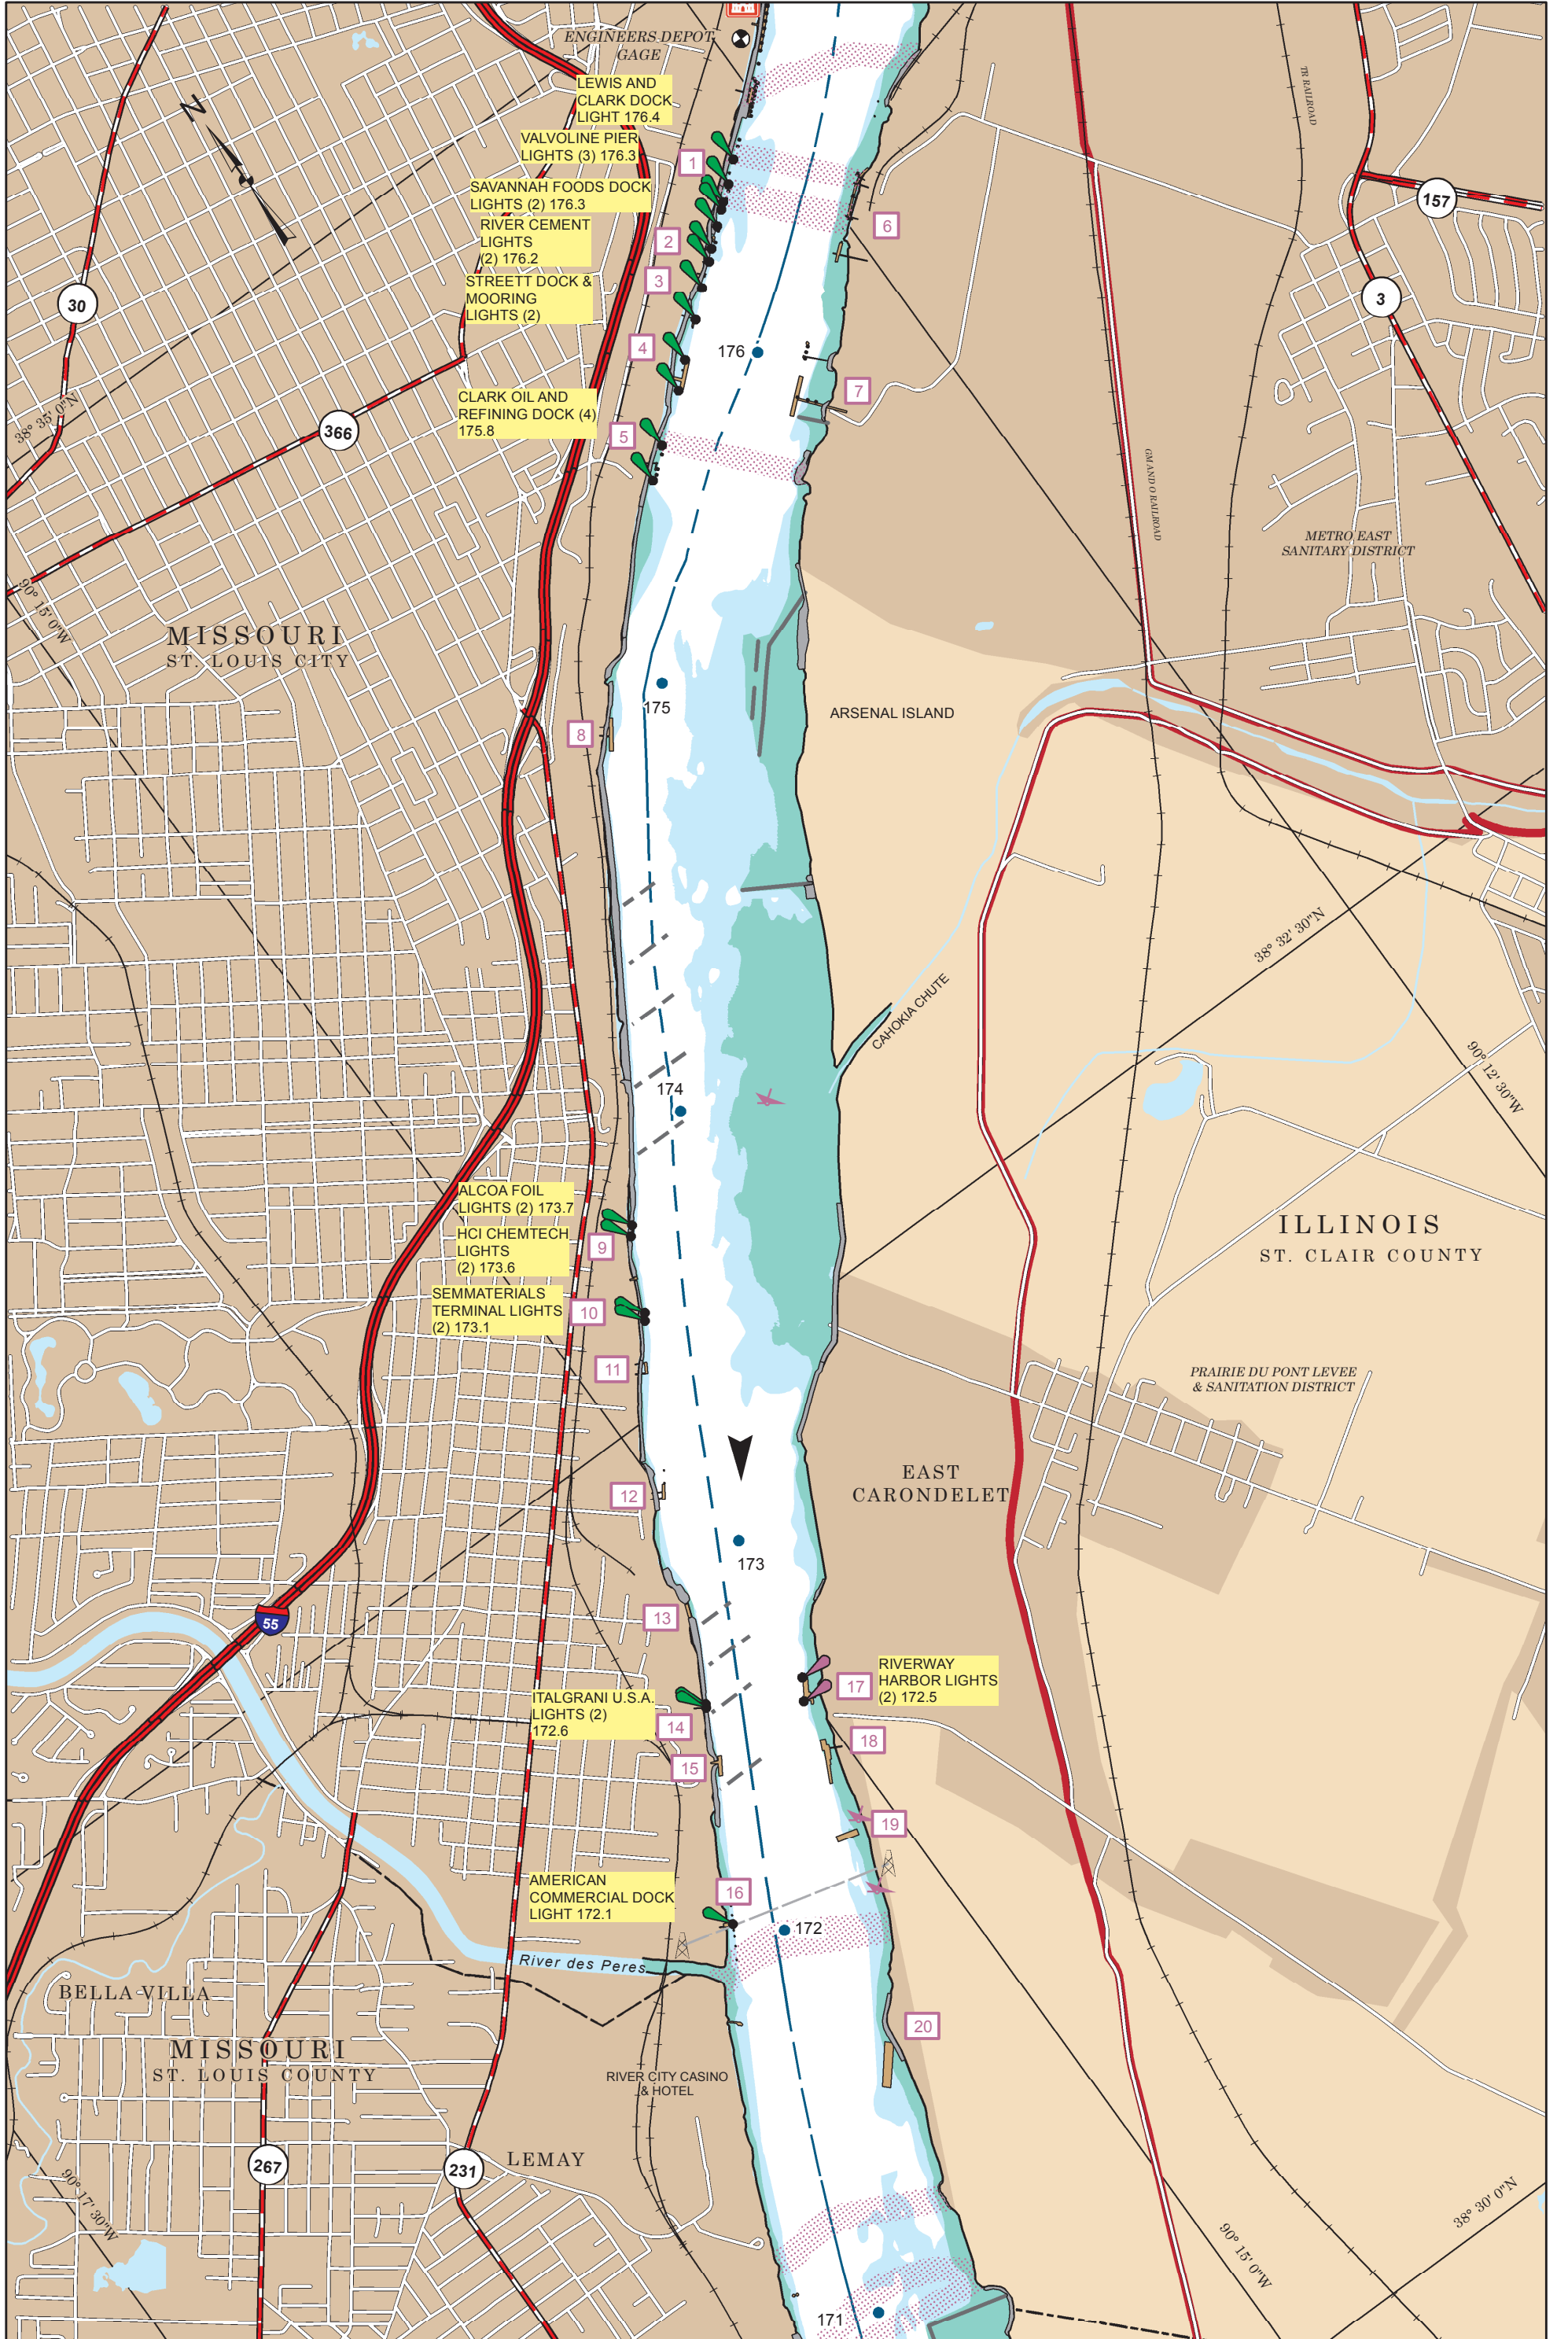 ENGINEERS DEPOT
GAGE
LEWIS AND
CLARK DOCK
LIGHT 176.4
VALVOLINE PIER
LIGHTS (3) 176.3
SAVANNAH FOODS DOCK
LIGHTS (2) 176.3
RIVER CEMENT
LIGHTS
(2) 176.2
STREETT DOCK &
MOORING
LIGHTS (2)
CLARK OIL AND
REFINING DOCK (4)
175.8
N
1
2
3
4
5
6
7
176
TR RAILROAD
157
3
30
366
38° 35' 0"N
90° 15' 0"W
GM AND O RAILROAD
METRO EAST
SANITARY DISTRICT
MISSOURI
ST. LOUIS CITY
175
8
ARSENAL ISLAND
38° 32' 30"N
CAHOKIA CHUTE
90° 12' 30"W
174
ALCOA FOIL
LIGHTS (2) 173.7
HCI CHEMTECH
LIGHTS
(2) 173.6
SEMMATERIALS
TERMINAL LIGHTS
(2) 173.1
9
10
11
12
ILLINOIS
ST. CLAIR COUNTY
PRAIRIE DU PONT LEVEE
& SANITATION DISTRICT
EAST
CARONDELET
173
55
13
ITALGRANI U.S.A.
LIGHTS (2)
172.6
14
15
17
RIVERWAY
HARBOR LIGHTS
(2) 172.5
18
19
AMERICAN
COMMERCIAL DOCK
LIGHT 172.1
16
172
River des Peres
BELLA VILLA
MISSOURI
ST. LOUIS COUNTY
20
RIVER CITY CASINO
& HOTEL
267
231
LEMAY
90° 17' 30"W
90° 15' 0"W
38° 30' 0"N
171